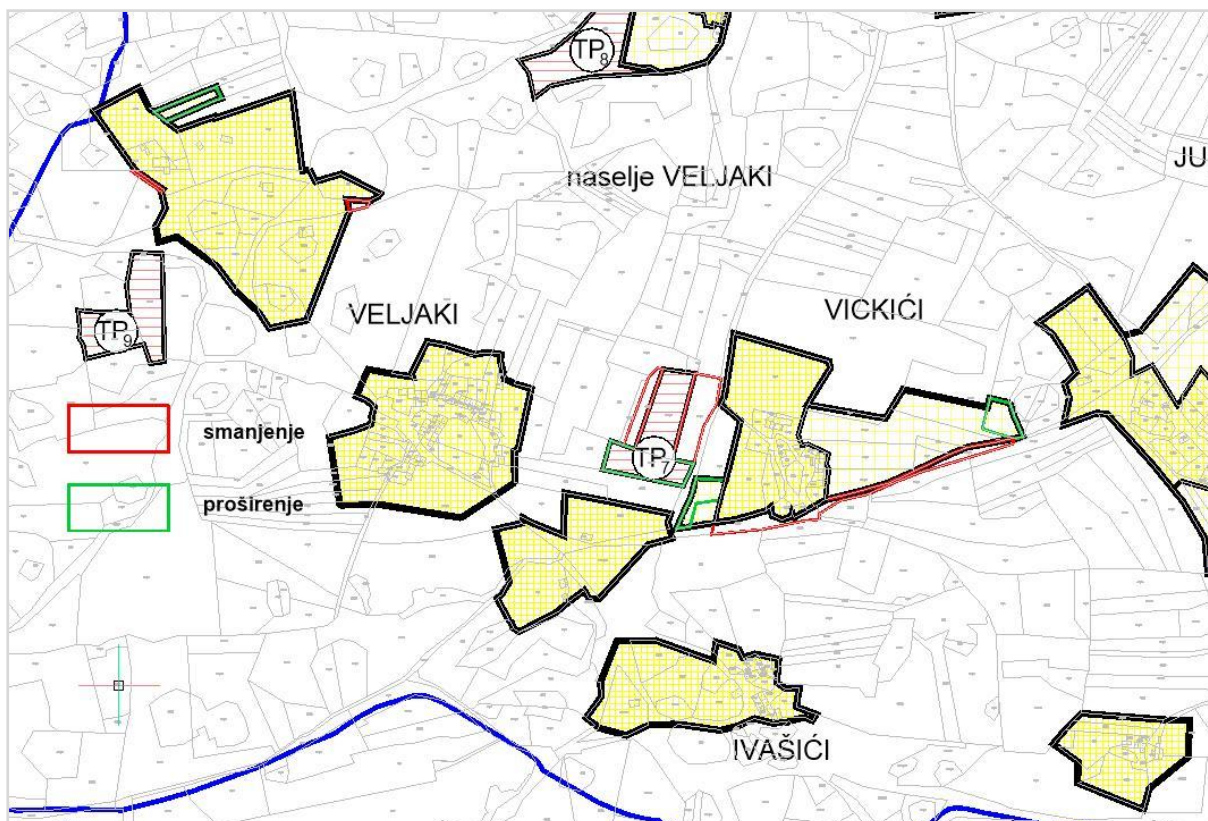 TP8
naselje VELJAKI
JU
VELJAKI
VICKIĆI
TP9
smanjenje
TP7
proširenje
IVAŠIĆI